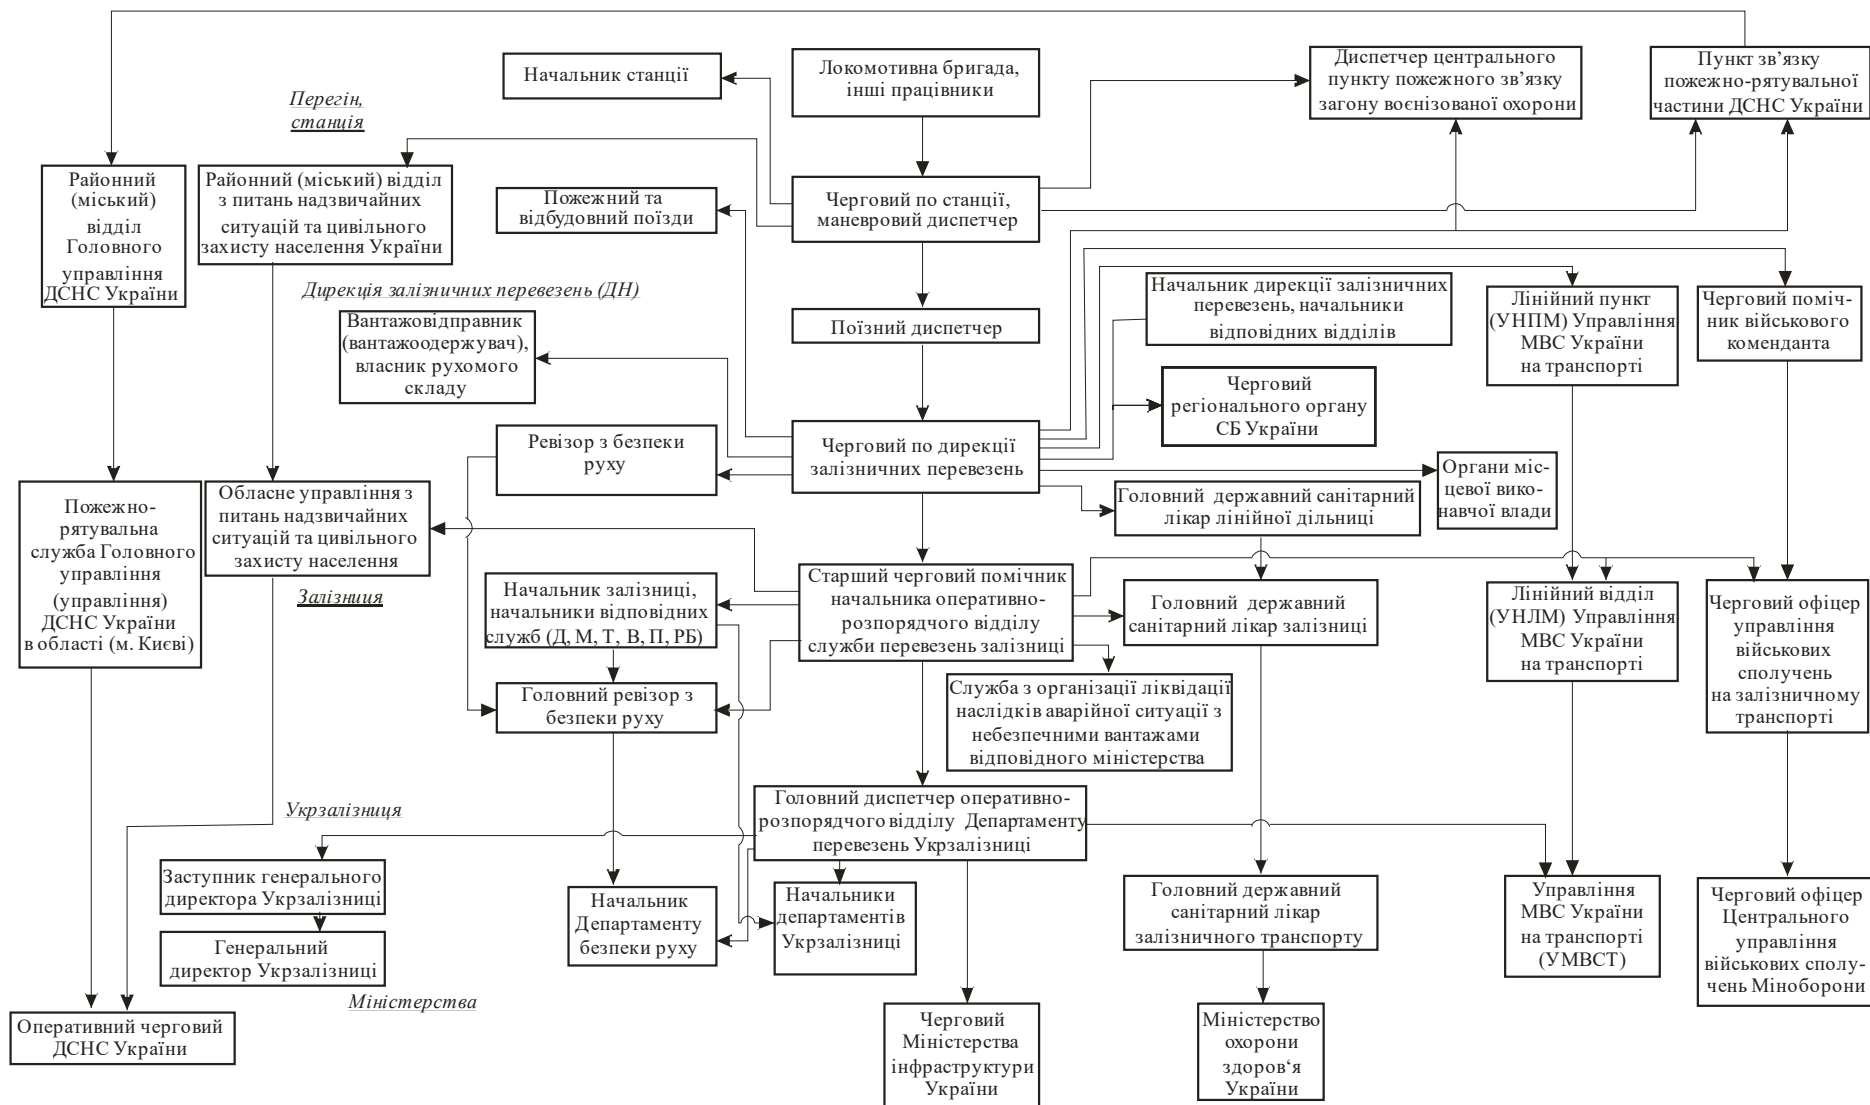 Начальник станції
Локомотивна бригада,
інші працівники
Диспетчер центрального
пункту пожежного зв’язку
загону воєнізованої охорони
Пункт зв’язку
пожежно-рятувальної
частини ДСНС України
Перегін,
станція
Районний
(міський)
відділ
Головного
управління
ДСНС України
Районний (міський) відділ
з питань надзвичайних
ситуацій та цивільного
захисту населення України
Пожежний та
відбудовний поїзди
Черговий по станції,
маневровий диспетчер
Дирекція залізничних перевезень (ДН)
Вантажовідправник
(вантажоодержувач),
власник рухомого
складу
Поїзний диспетчер
Начальник дирекції залізничних
перевезень, начальники
відповідних відділів
Лінійний пункт
(УНПМ) Управління
МВС України
на транспорті
Черговий поміч-
ник військового
коменданта
Черговий
регіонального органу
СБ України
Ревізор з безпеки
руху
Черговий по дирекції
залізничних перевезень
Органи міс-
цевої вико-
навчої влади
Головний державний санітарний
лікар лінійної дільниці
Пожежно-
рятувальна
служба Головного
управління
(управління)
ДСНС України
в області (м. Києві)
Обласне управління з
питань надзвичайних
ситуацій та цивільного
захисту населення
Залізниця
Начальник залізниці,
начальники відповідних
служб (Д, М, Т, В, П, РБ)
Старший черговий помічник
начальника оперативно-
розпорядчого відділу
служби перевезень залізниці
Головний державний
санітарний лікар залізниці
Лінійний відділ
(УНЛМ) Управління
МВС України
на транспорті
Черговий офіцер
управління
військових
сполучень
на залізничному
транспорті
Головний ревізор з
безпеки руху
Служба з організації ліквідації
наслідків аварійної ситуації з
небезпечними вантажами
відповідного міністерства
Укрзалізниця
Головний диспетчер оперативно-
розпорядчого відділу Департаменту
перевезень Укрзалізниці
Заступник генерального
директора Укрзалізниці
Генеральний
директор Укрзалізниці
Начальник
Департаменту
безпеки руху
Начальники
департаментів
Укрзалізниці
Головний державний
санітарний лікар
залізничного транспорту
Управління
МВС України
на транспорті
(УМВСТ)
Черговий офіцер
Центрального
управління
військових сполу-
чень Міноборони
Міністерства
Оперативний черговий
ДСНС України
Черговий
Міністерства
інфраструктури
України
Міністерство
охорони
здоров‘я
України